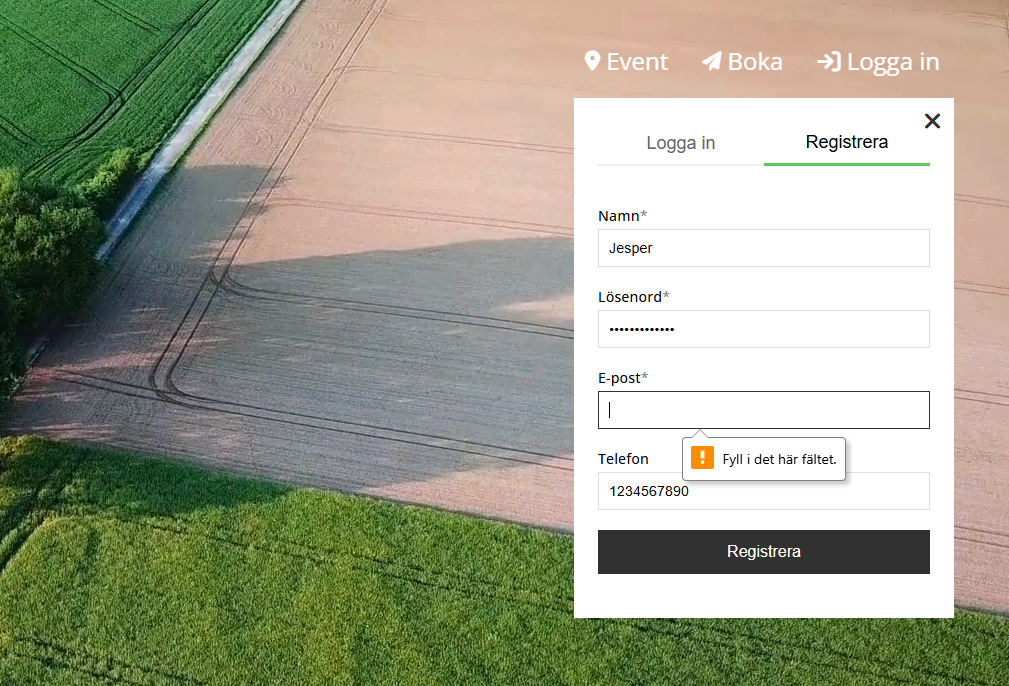 Event Boka Logga in
Logga in Registrera
Namn*
Jesper
Lösenord*
•••••••••••••
E-post*
Fyll i det här fältet.
Telefon
1234567890
Registrera